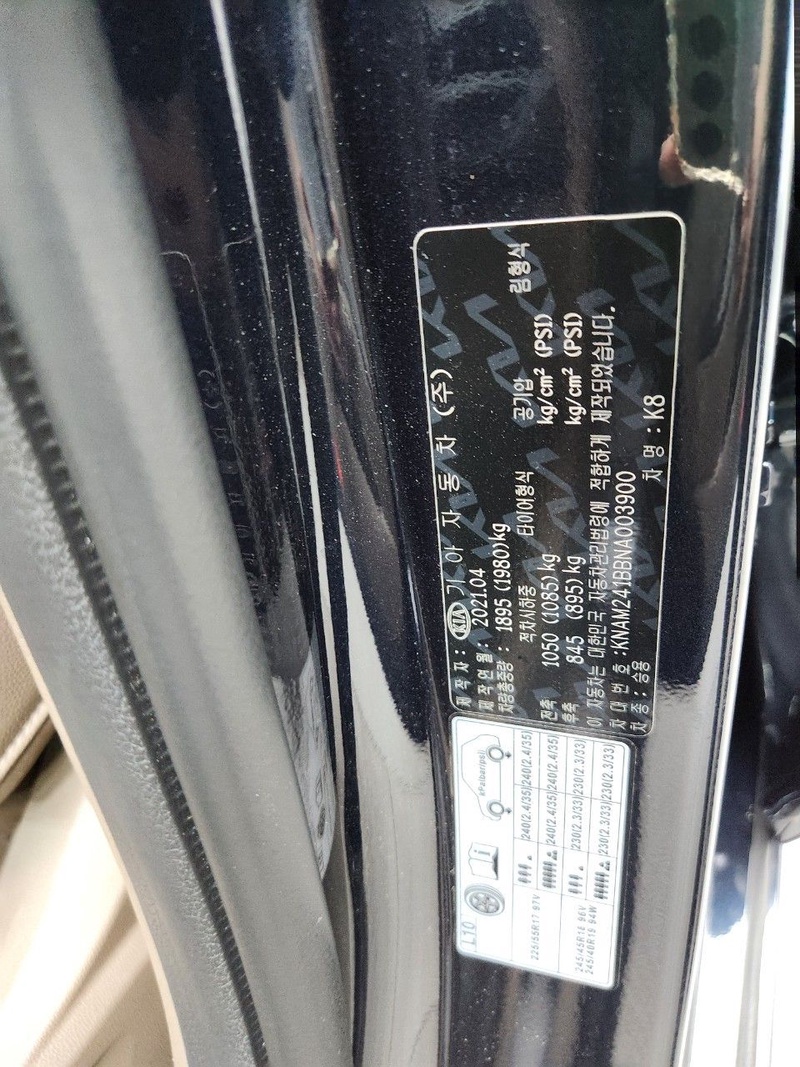 제 작 자 : KIA 기 아 자 동 차 (주)
제작연월 : 2021.04
차량총중량 : 1895 (1980)kg
적차시하중 타이어형식 공기압 림형식
전축 1050 (1085)kg kg/cm² (PSI)
후축 845 (895)kg kg/cm² (PSI)
이 자동차는 대한민국 자동차관리법령에 적합하게 제작되었습니다.
차 대 번 호 : KNAM241BBNA003900
차 종 : 승용 차 명 : K8
L10 kPa(bar/psi)
225/55R17 97V 240(2.4/35) 240(2.4/35)
240(2.4/35) 240(2.4/35)
245/45R18 96V 230(2.3/33) 230(2.3/33)
245/40R19 94W 230(2.3/33) 230(2.3/33)